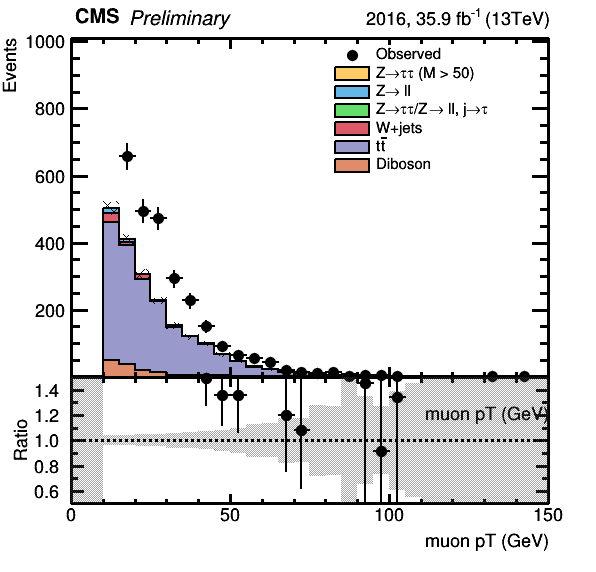 CMS Preliminary 2016, 35.9 fb⁻¹ (13TeV)
Events
1000
800
600
400
200
Observed
Z→ττ (M > 50)
Z→ ll
Z→ττ/Z→ ll, j→τ
W+jets
tt̄
Diboson
Ratio
1.4
1.2
1.0
0.8
0.6
muon pT (GeV)
0 50 100 150
muon pT (GeV)